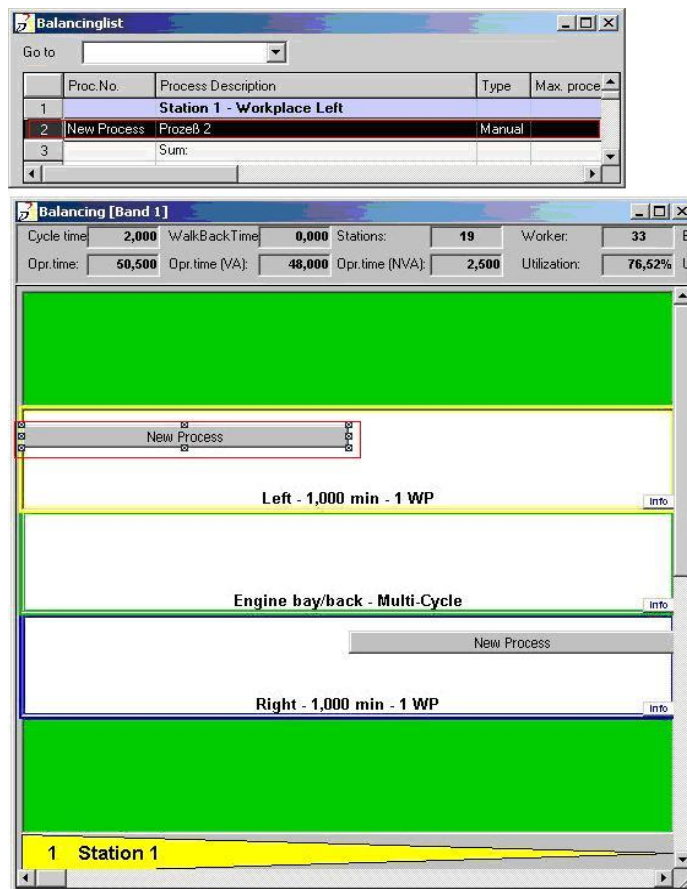 Balancinglist
Go to
Proc.No. Process Description Type Max. proce
1 Station 1 - Workplace Left
2 New Process Prozeß 2 Manual
3 Sum:
Balancing [Band 1]
Cycle time 2,000 WalkBackTime 0,000 Stations: 19 Worker: 33
Opr.time: 50,500 Opr.time (VA): 48,000 Opr.time (NVA): 2,500 Utilization: 76,52%
New Process
Left - 1,000 min - 1 WP
Info
Engine bay/back - Multi-Cycle
Info
New Process
Right - 1,000 min - 1 WP
Info
1 Station 1